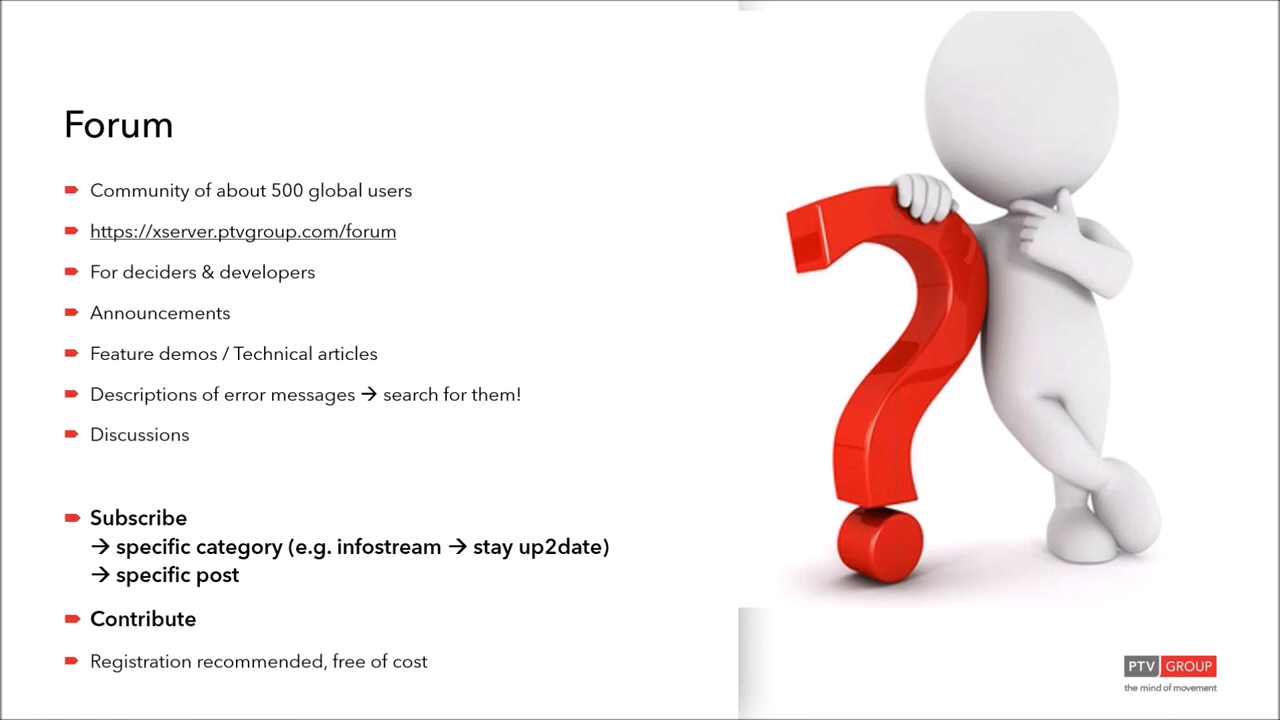 Forum
Community of about 500 global users
https://xserver.ptvgroup.com/forum
For deciders & developers
Announcements
Feature demos / Technical articles
Descriptions of error messages → search for them!
Discussions
Subscribe
→ specific category (e.g. infostream → stay up2date)
→ specific post
Contribute
Registration recommended, free of cost
PTV GROUP
the mind of movement